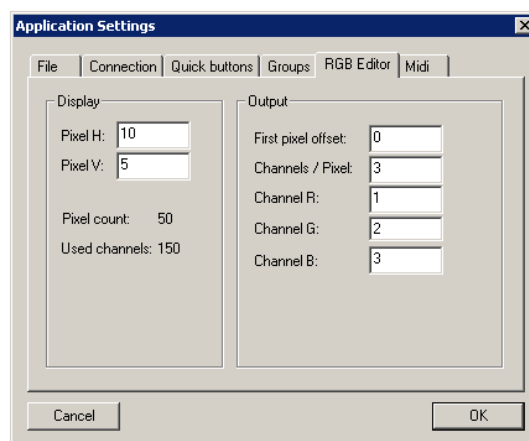 Application Settings
File Connection Quick buttons Groups RGB Editor Midi
Display
Pixel H: 10
Pixel V: 5
Pixel count: 50
Used channels: 150
Output
First pixel offset: 0
Channels / Pixel: 3
Channel R: 1
Channel G: 2
Channel B: 3
Cancel
OK